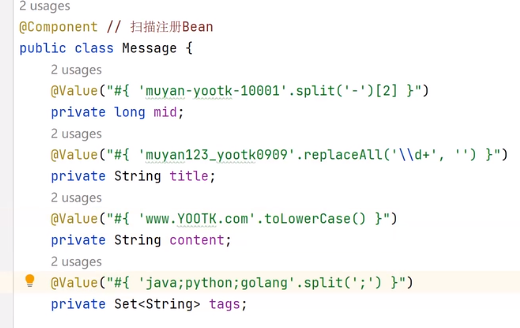 2 usages
@Component // 扫描注册Bean
public class Message {
2 usages
@Value("#{ 'muyan-yootk-10001'.split('-')[2] }")
private long mid;
2 usages
@Value("#{ 'muyan123_yootk0909'.replaceAll('\\d+', '') }")
private String title;
2 usages
@Value("#{ 'www.YOOTK.com'.toLowerCase() }")
private String content;
2 usages
@Value("#{ 'java;python;golang'.split(';') }")
private Set<String> tags;